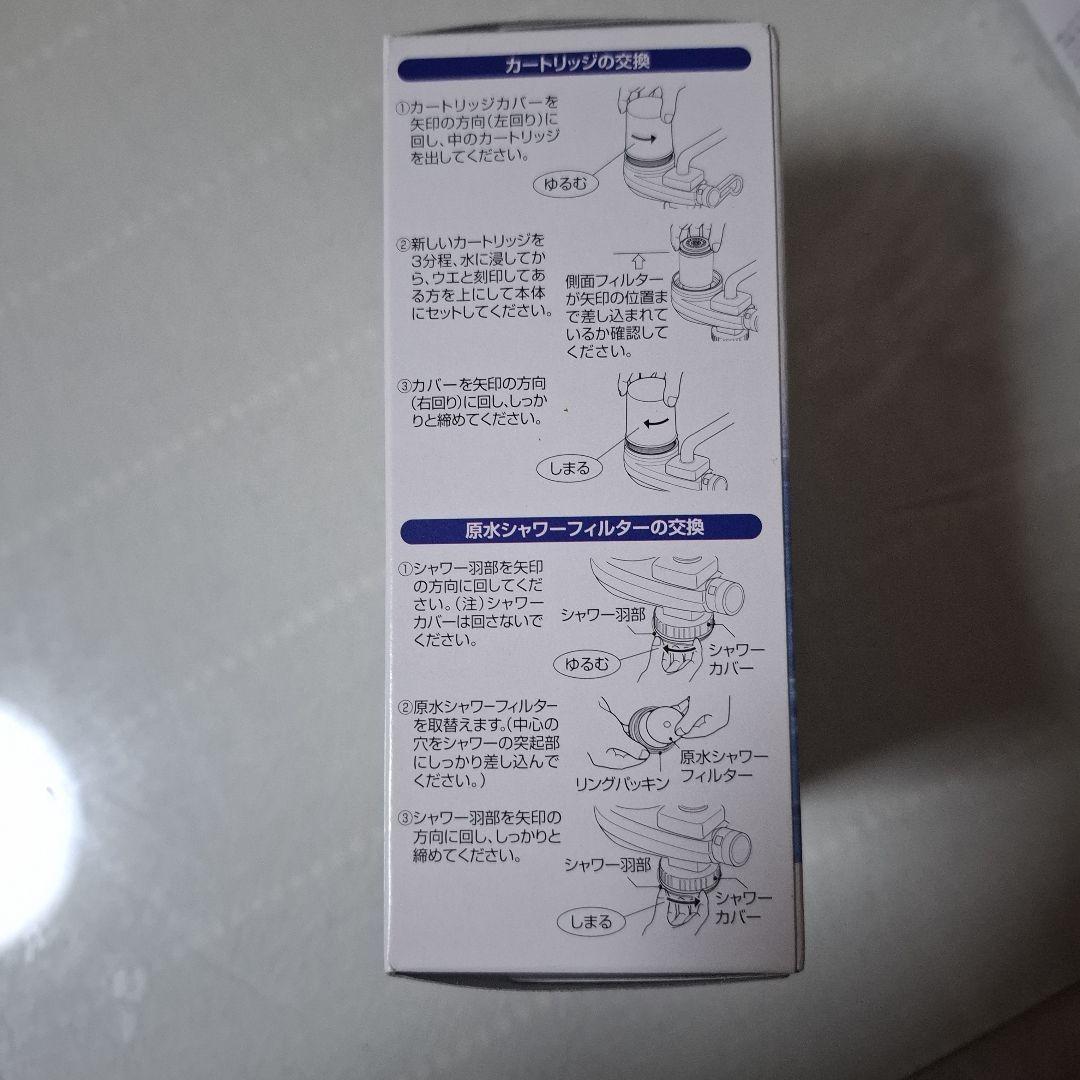 カートリッジの交換
①カートリッジカバーを
矢印の方向(左回り)に
回し、中のカートリッジ
を出してください。
ゆるむ
②新しいカートリッジを
3分程、水に浸してか
ら、ウエと刻印してあ
る方を上にして本体
にセットしてください。
側面フィルター
が矢印の位置ま
で差し込まれて
いるか確認して
ください。
③カバーを矢印の方向
(右回り)に回し、しっか
りと締めてください。
しまる
原水シャワーフィルターの交換
①シャワー羽部を矢印
の方向に回してくだ
さい。(注)シャワー
カバーは回さないで
ください。
シャワー羽部
ゆるむ
シャワー
カバー
②原水シャワーフィルター
を取替えます。(中心の
穴をシャワーの突起部
にしっかり差し込んで
ください。)
原水シャワー
フィルター
リングパッキン
③シャワー羽部を矢印の
方向に回し、しっかりと
締めてください。
シャワー羽部
しまる
シャワー
カバー